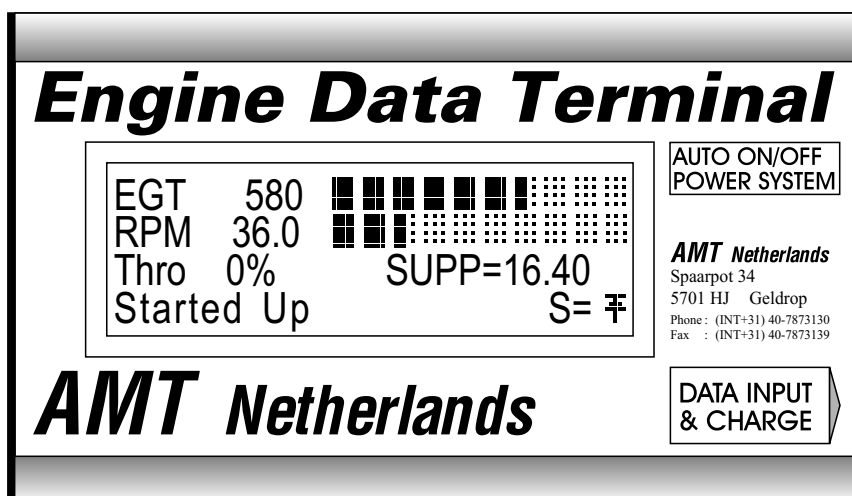 Engine Data Terminal
EGT 580
RPM 36.0
Thro 0% SUPP=16.40
Started Up S=
AUTO ON/OFF
POWER SYSTEM
AMT Netherlands
Spaarpot 34
5701 HJ Geldrop
Phone : (INT+31) 40-7873130
Fax : (INT+31) 40-7873139
AMT Netherlands
DATA INPUT
& CHARGE